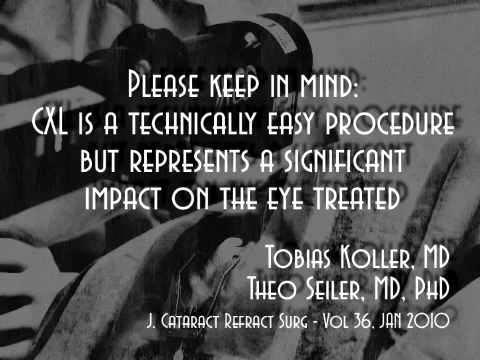 Please keep in mind:
CXL is a technically easy procedure
but represents a significant
impact on the eye treated
Tobias Koller, MD
Theo Seiler, MD, PhD
J. Cataract Refract Surg - Vol 36, JAN 2010